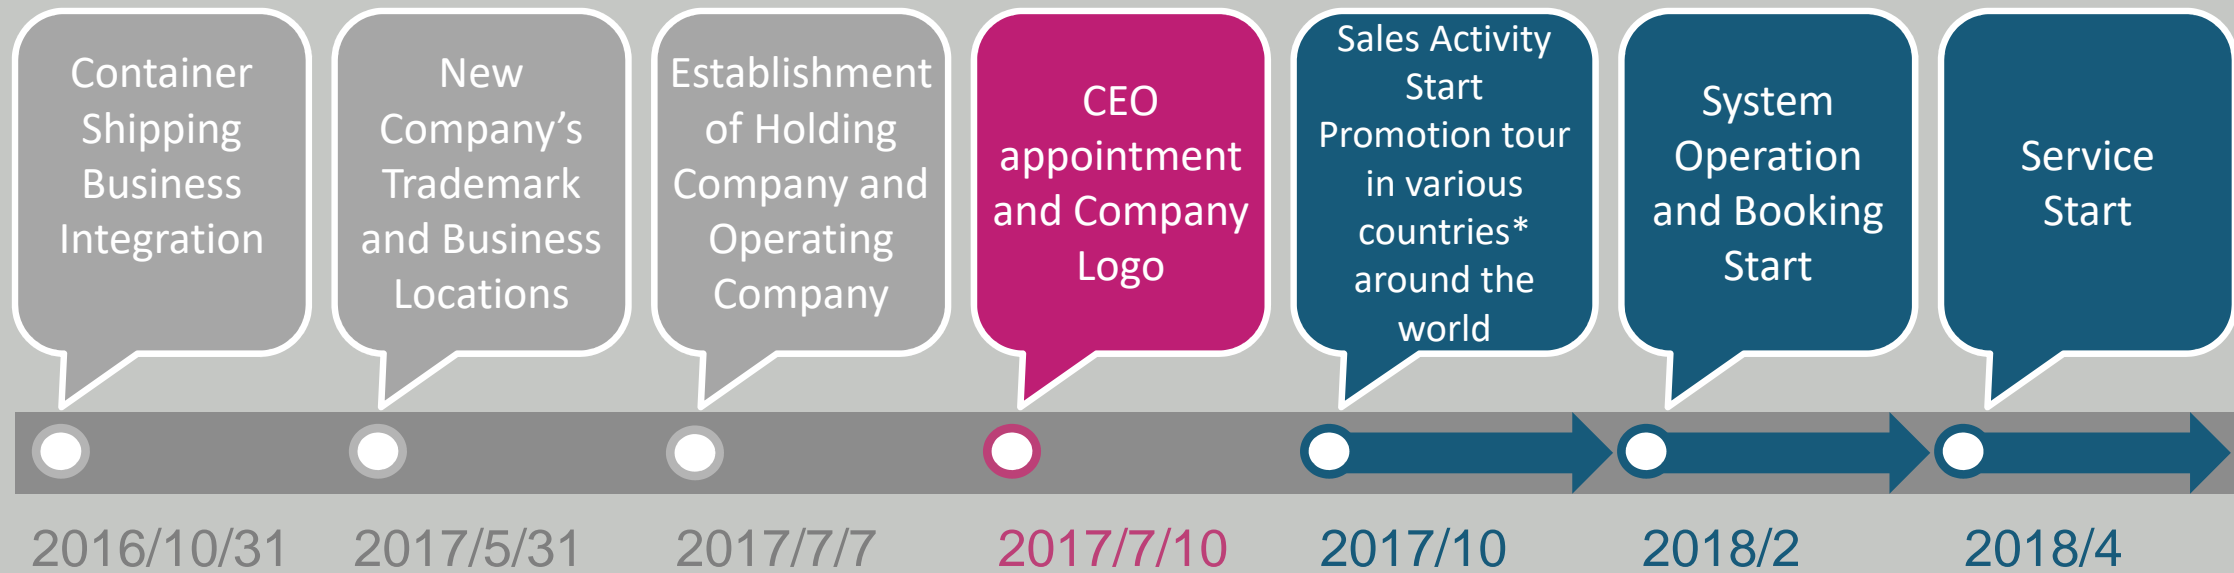 Container
Shipping
Business
Integration
New
Company’s
Trademark
and Business
Locations
Establishment
of Holding
Company and
Operating
Company
CEO
appointment
and Company
Logo
Sales Activity
Start
Promotion tour
in various
countries*
around the
world
System
Operation
and Booking
Start
Service
Start
2016/10/31
2017/5/31
2017/7/7
2017/7/10
2017/10
2018/2
2018/4